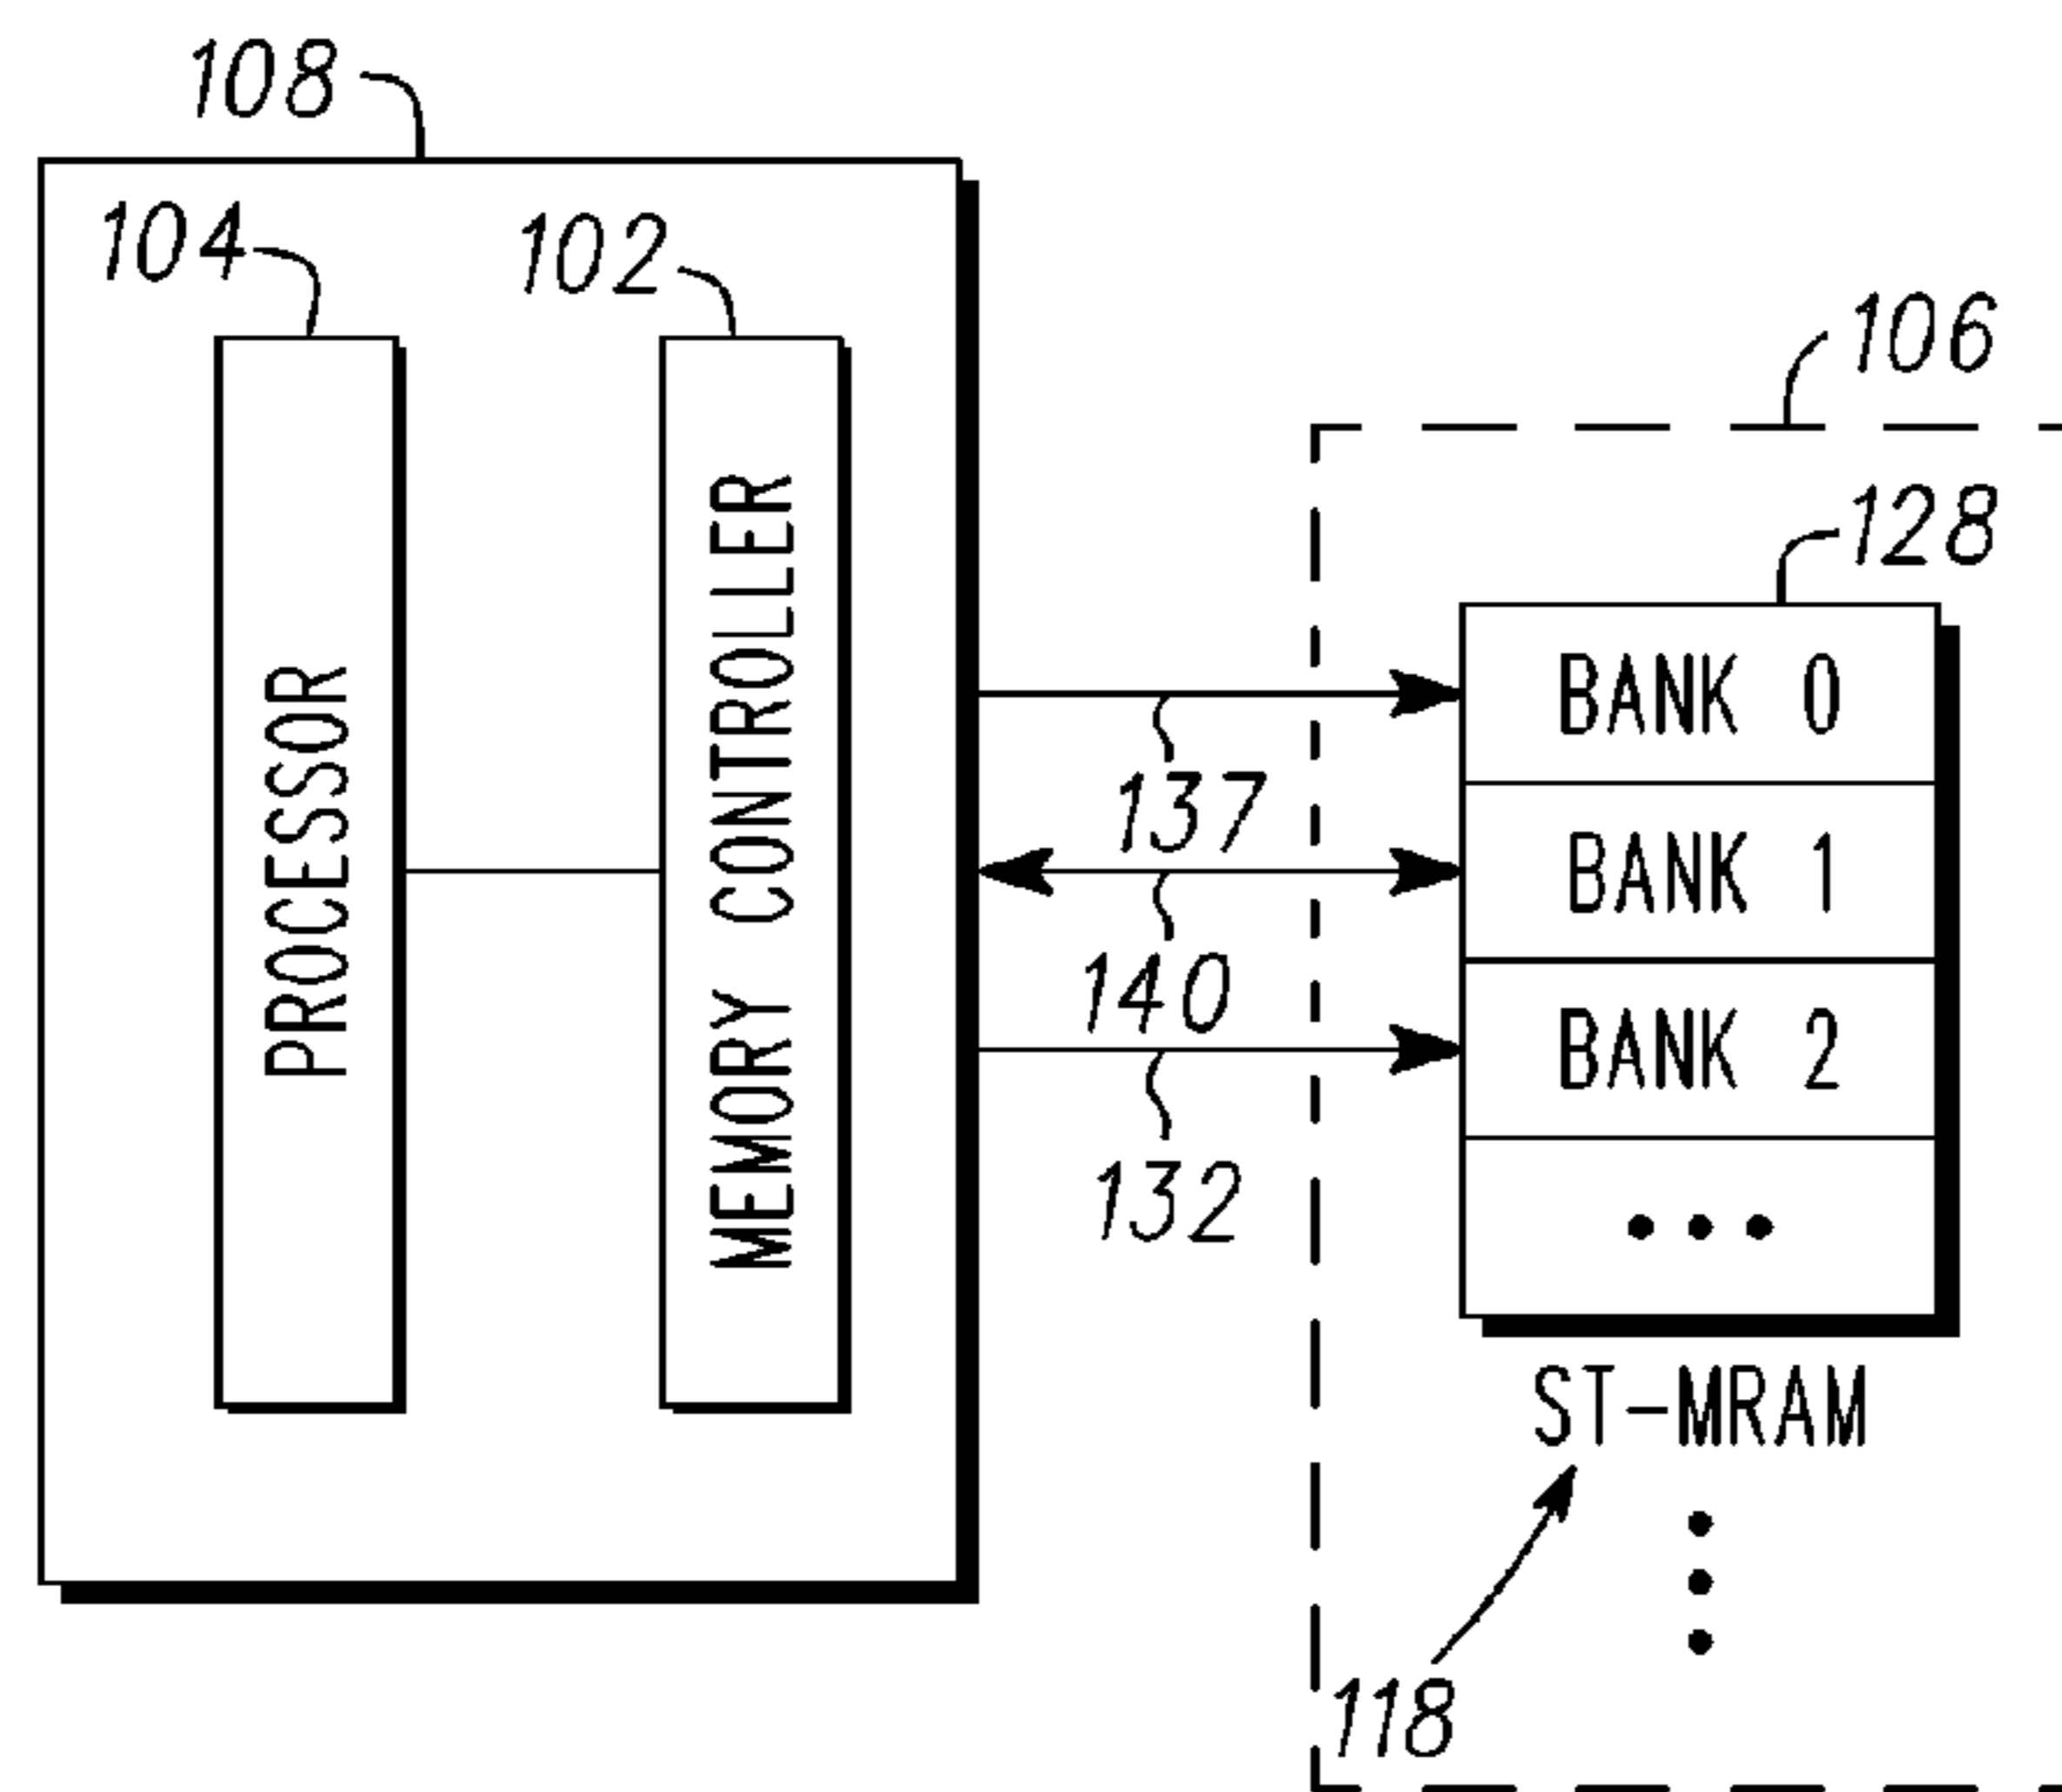 108
104
102
106
128
PROCESSOR
MEMORY CONTROLLER
BANK 0
137
BANK 1
140
BANK 2
132
•••
ST-MRAM
118